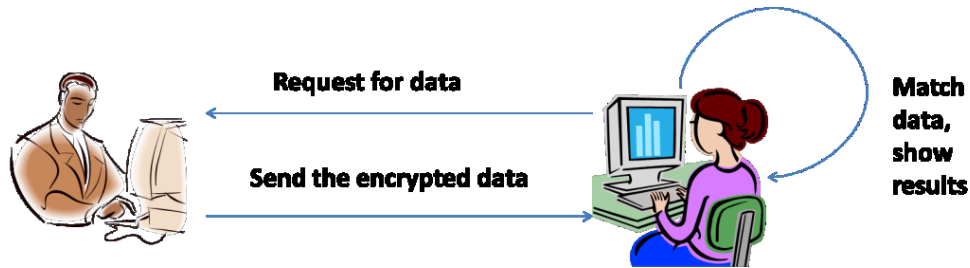 Request for data
Send the encrypted data
Match
data,
show
results